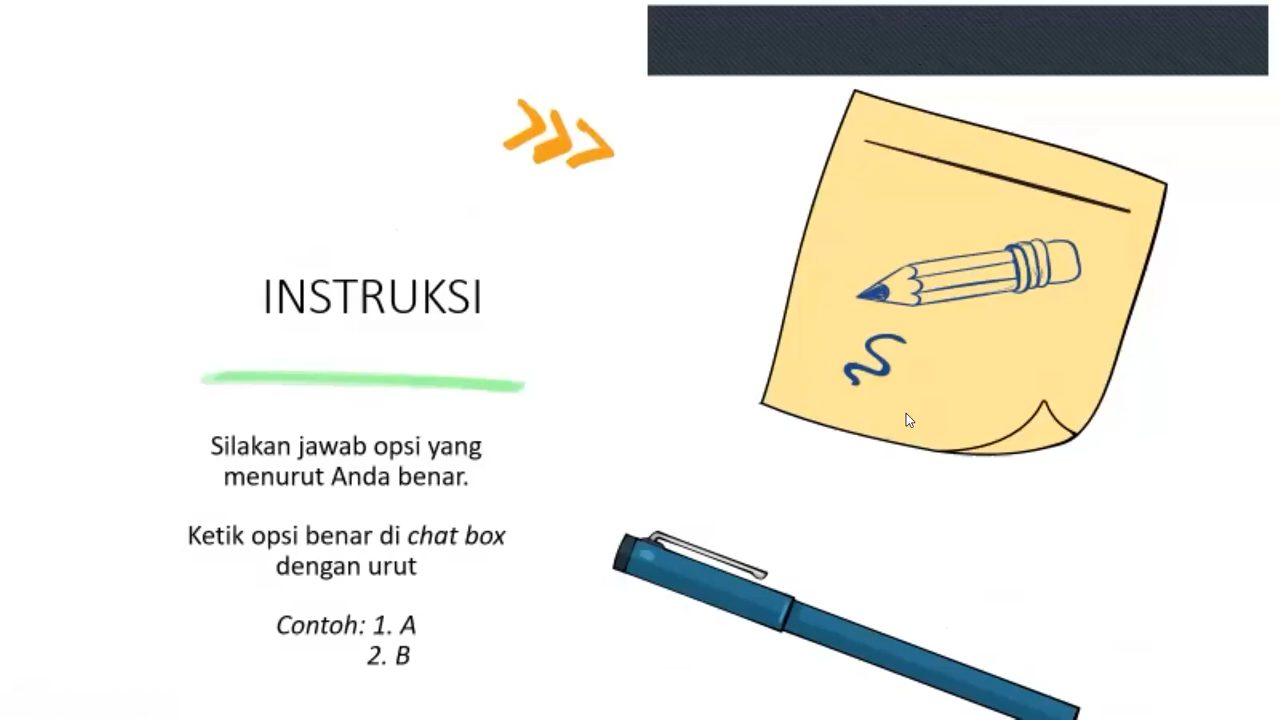 INSTRUKSI
Silakan jawab opsi yang
menurut Anda benar.
Ketik opsi benar di chat box
dengan urut
Contoh: 1. A
2. B